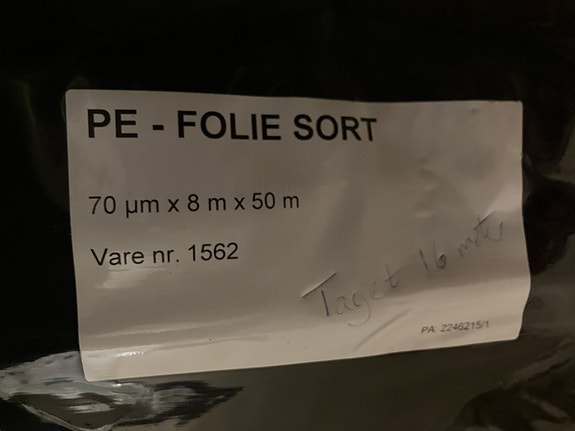 PE - FOLIE SORT
70 µm x 8 m x 50 m
Vare nr. 1562
Taget 16 meter
PA. 2246215/1